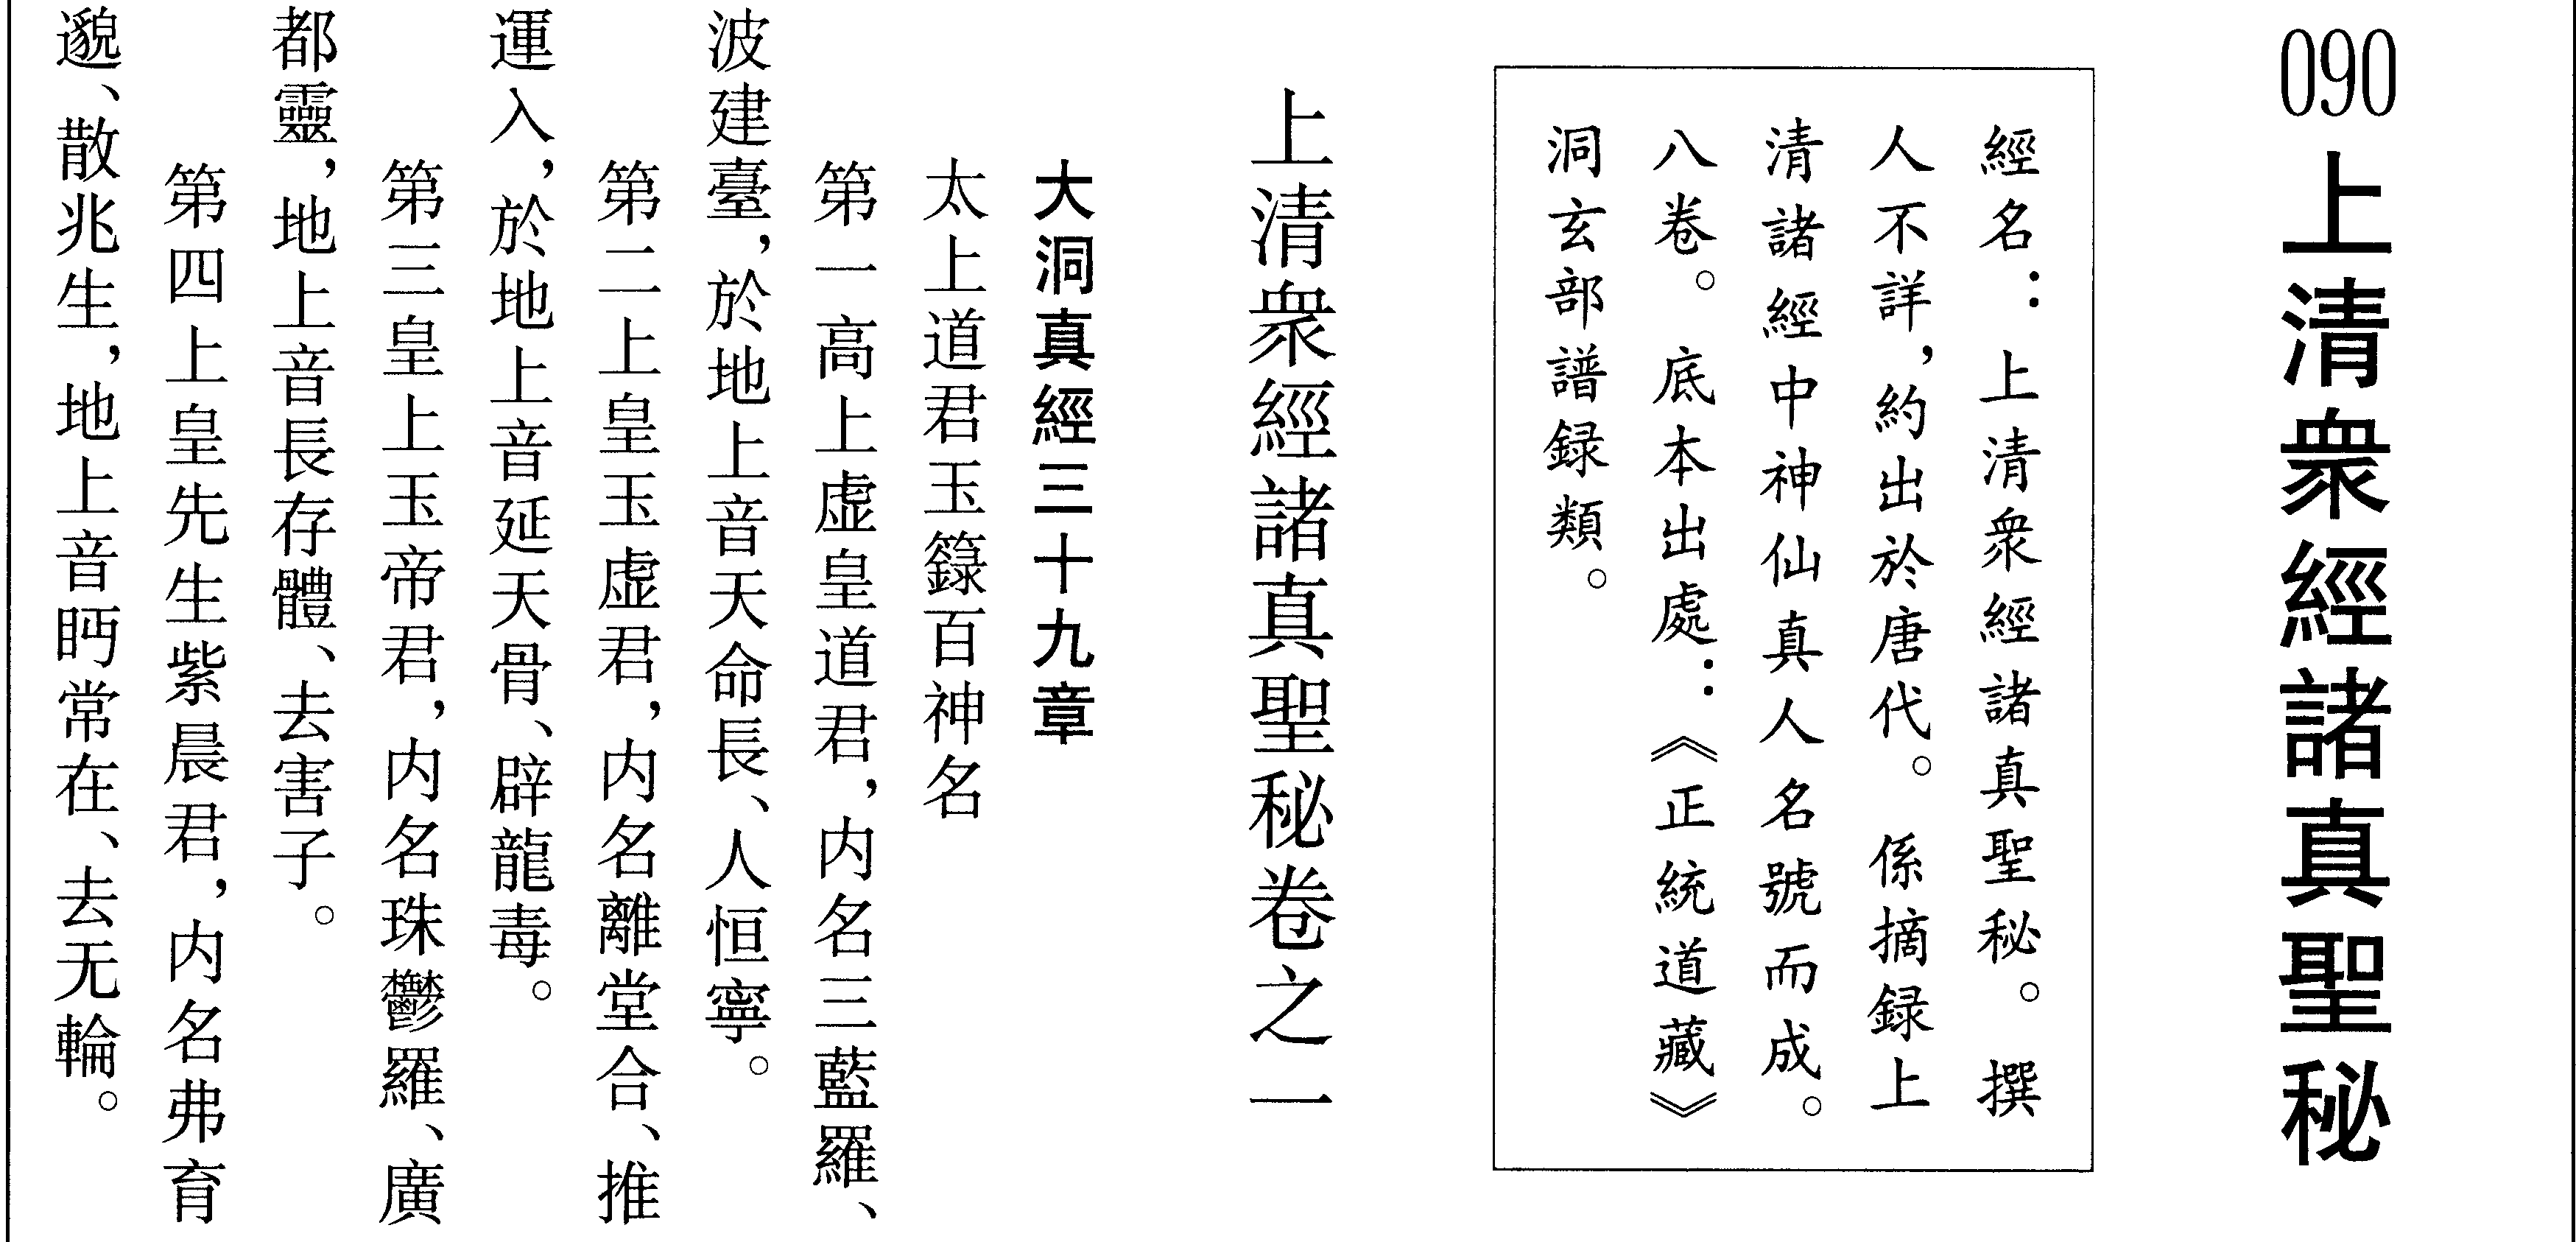 090上清衆經諸真聖秘
經名：上清衆經諸真聖秘。撰
人不詳，約出於唐代。係摘録上
清諸經中神仙真人名號而成。
八卷。底本出處：《正統道藏》
洞玄部譜録類。
上清衆經諸真聖秘卷之一
大洞真經三十九章
太上道君玉籙百神名
第一高上虚皇道君，内名三藍羅、
波建臺，於地上音天命長、人恒寧。
第二上皇玉虚君，内名離堂合、推
運入，於地上音延天骨、辟龍毒。
第三皇上玉帝君，内名珠鬱羅、廣
都靈，地上音長存體、去害子。
第四上皇先生紫晨君，内名弗育
邈、散兆生，地上音眄常在、去无輪。